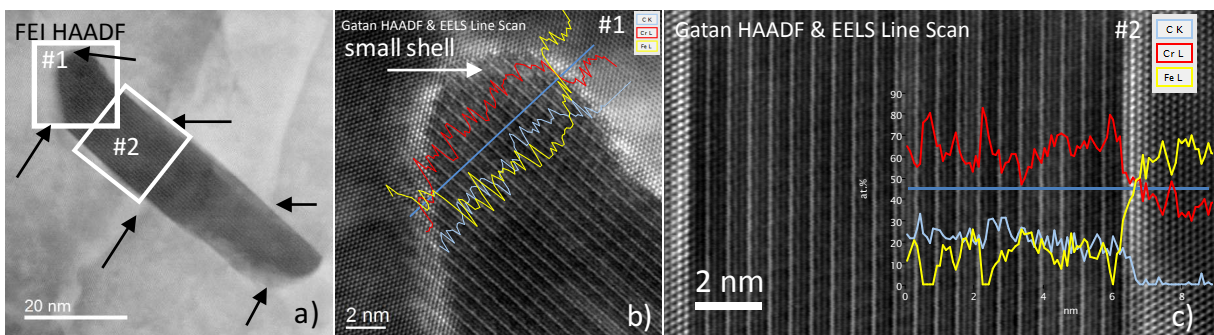 FEI HAADF
#1
#2
20 nm
a)
Gatan HAADF & EELS Line Scan
#1
small shell
C K
Cr L
Fe L
2 nm
b)
Gatan HAADF & EELS Line Scan
#2
C K
Cr L
Fe L
90
80
70
60
50
40
30
20
10
0
at.%
0
2
4
6
8
nm
2 nm
c)